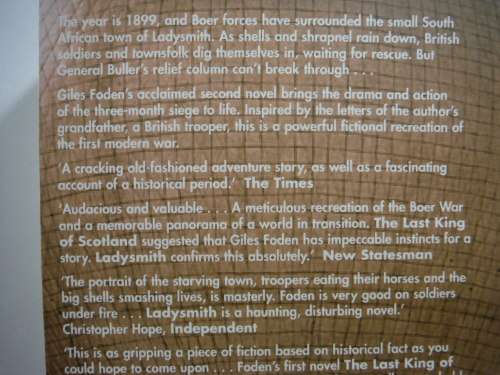 The year is 1899, and Boer forces have surrounded the small South
African town of Ladysmith. As shells and shrapnel rain down, British
soldiers and townsfolk dig themselves in, waiting for rescue. But
General Buller's relief column can't break through . . .
Giles Foden's acclaimed second novel brings the drama and action
of the three-month siege to life. Inspired by the letters of the author's
grandfather, a British trooper, this is a powerful fictional recreation of
the first modern war.
'A cracking old-fashioned adventure story, as well as a fascinating
account of a historical period.' The Times
'Audacious and valuable . . . A meticulous recreation of the Boer War
and a memorable panorama of a world in transition. The Last King
of Scotland suggested that Giles Foden has impeccable instincts for a
story. Ladysmith confirms this absolutely.' New Statesman
'The portrait of the starving town, troopers eating their horses and the
big shells smashing lives, is masterly. Foden is very good on soldiers
under fire . . . Ladysmith is a haunting, disturbing novel.'
Christopher Hope, Independent
'This is as gripping a piece of fiction based on historical fact as you
could hope to come upon . . . Foden's first novel The Last King of